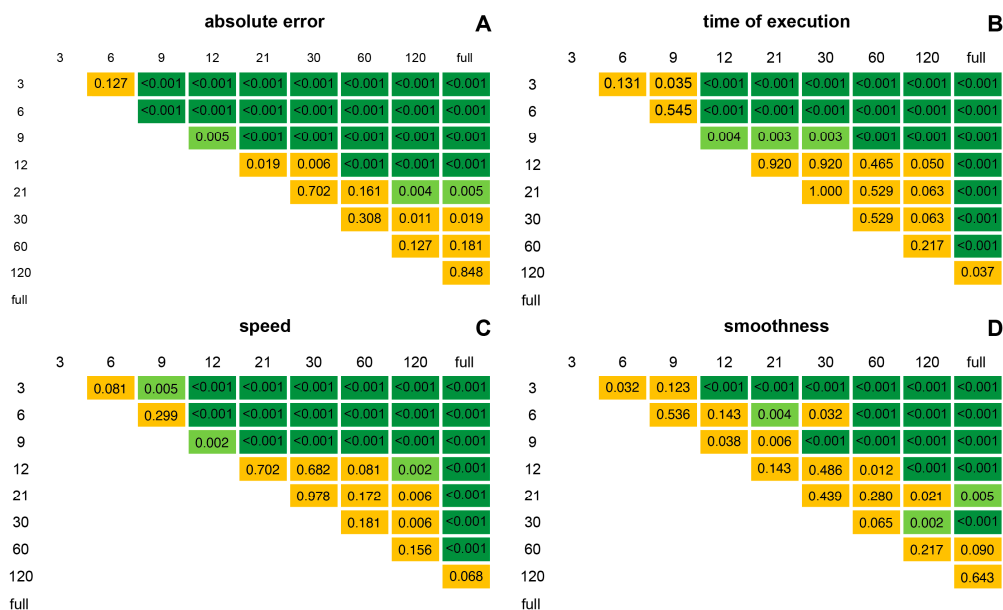 absolute error A
3 6 9 12 21 30 60 120 full
3 0.127 <0.001 <0.001 <0.001 <0.001 <0.001 <0.001 <0.001
6 <0.001 <0.001 <0.001 <0.001 <0.001 <0.001 <0.001
9 0.005 <0.001 <0.001 <0.001 <0.001 <0.001
12 0.019 0.006 <0.001 <0.001 <0.001
21 0.702 0.161 0.004 0.005
30 0.308 0.011 0.019
60 0.127 0.181
120 0.848
full
time of execution B
3 6 9 12 21 30 60 120 full
3 0.131 0.035 <0.001 <0.001 <0.001 <0.001 <0.001 <0.001
6 0.545 <0.001 <0.001 <0.001 <0.001 <0.001 <0.001
9 0.004 0.003 0.003 <0.001 <0.001 <0.001
12 0.920 0.920 0.465 0.050 <0.001
21 1.000 0.529 0.063 <0.001
30 0.529 0.063 <0.001
60 0.217 <0.001
120 0.037
full
speed C
3 6 9 12 21 30 60 120 full
3 0.081 0.005 <0.001 <0.001 <0.001 <0.001 <0.001 <0.001
6 0.299 <0.001 <0.001 <0.001 <0.001 <0.001 <0.001
9 0.002 <0.001 <0.001 <0.001 <0.001 <0.001
12 0.702 0.682 0.081 0.002 <0.001
21 0.978 0.172 0.006 <0.001
30 0.181 0.006 <0.001
60 0.156 <0.001
120 0.068
full
smoothness D
3 6 9 12 21 30 60 120 full
3 0.032 0.123 <0.001 <0.001 <0.001 <0.001 <0.001 <0.001
6 0.536 0.143 0.004 0.032 <0.001 <0.001 <0.001
9 0.038 0.006 <0.001 <0.001 <0.001 <0.001
12 0.143 0.486 0.012 <0.001 <0.001
21 0.439 0.280 0.021 0.005
30 0.065 0.002 <0.001
60 0.217 0.090
120 0.643
full